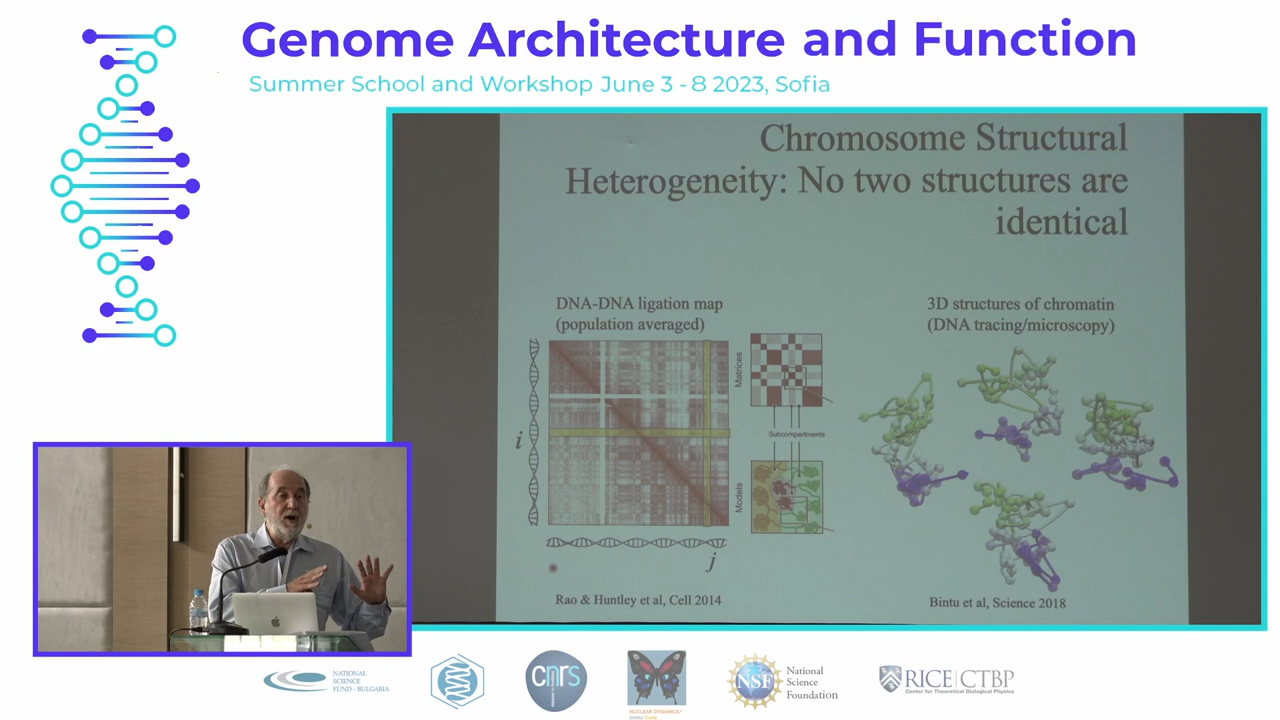 Genome Architecture and Function
Summer School and Workshop June 3 - 8 2023, Sofia
Chromosome Structural
Heterogeneity: No two structures are
identical
DNA-DNA ligation map
(population averaged)
3D structures of chromatin
(DNA tracing/microscopy)
Matrices
Subcompartments
Models
i
j
Rao & Huntley et al, Cell 2014
Bintu et al, Science 2018
NATIONAL
SCIENCE
FUND - BULGARIA
cnrs
NUCLEAR DYNAMICS/
Institut Curie
NSF
National
Science
Foundation
RICE | CTBP
Center for Theoretical Biological Physics